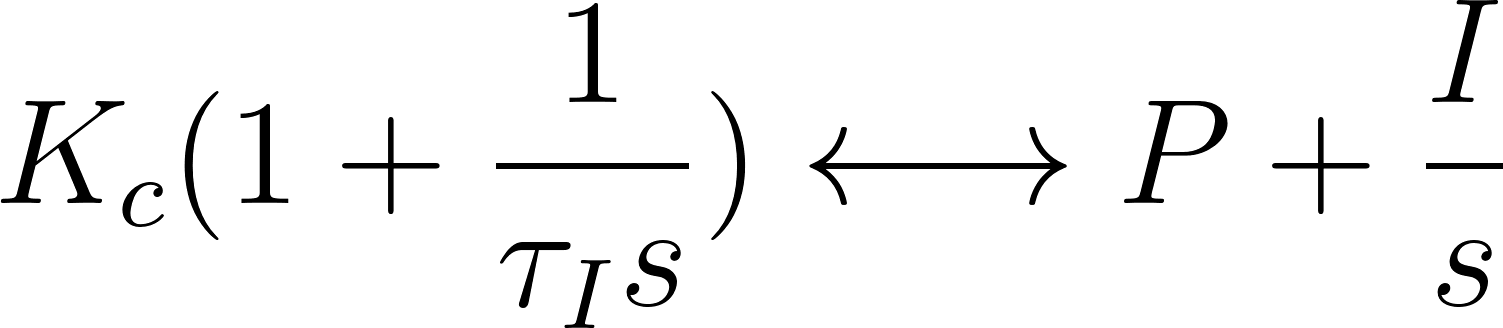 K_c(1 + \frac{1}{\tau_I s}) \longleftrightarrow P + \frac{I}{s}